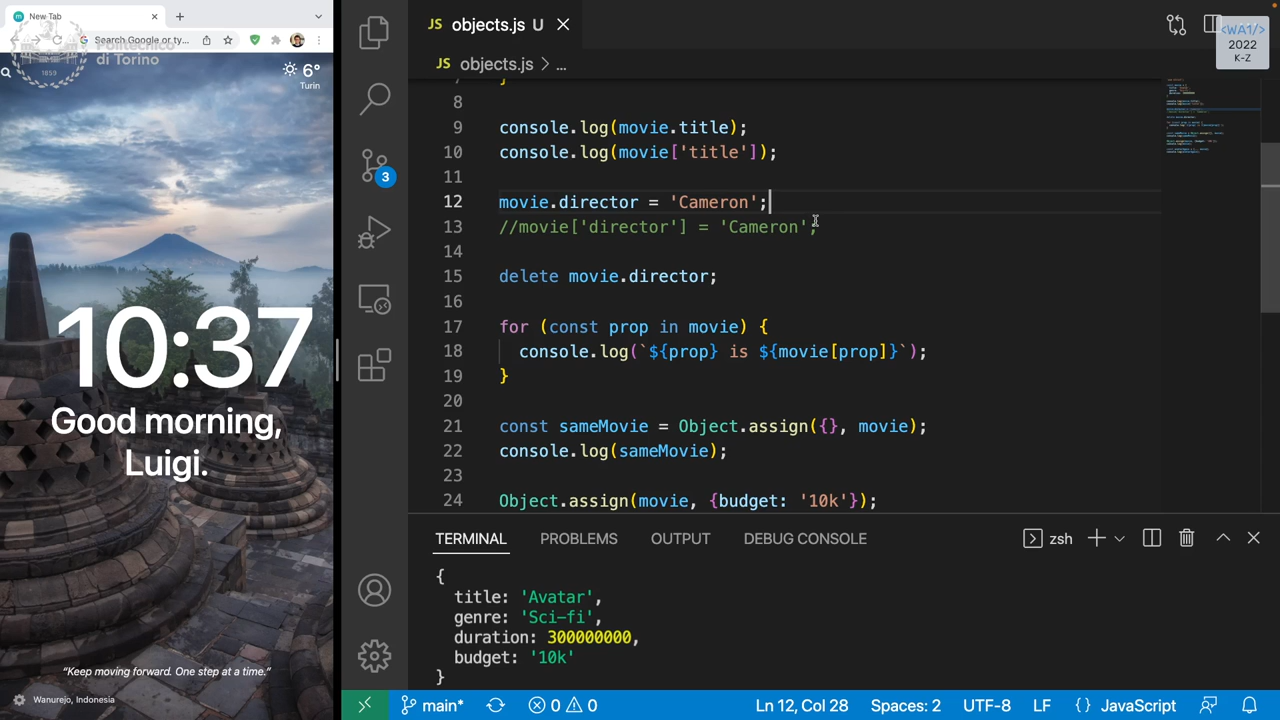 New Tab
Search Google or ty...
Politecnico
di Torino
1859
6°
Turin
10:37
Good morning,
Luigi.
“Keep moving forward. One step at a time.”
Wanurejo, Indonesia
3
JS objects.js U
<WA1/>
2022
K-Z
JS objects.js > ...
7 }
8
9 console.log(movie.title);
10 console.log(movie['title']);
11
12 movie.director = 'Cameron';
13 //movie['director'] = 'Cameron';
14
15 delete movie.director;
16
17 for (const prop in movie) {
18 console.log(`${prop} is ${movie[prop]}`);
19 }
20
21 const sameMovie = Object.assign({}, movie);
22 console.log(sameMovie);
23
24 Object.assign(movie, {budget: '10k'});
TERMINAL PROBLEMS OUTPUT DEBUG CONSOLE zsh
{
title: 'Avatar',
genre: 'Sci-fi',
duration: 300000000,
budget: '10k'
}
main* 0 0 Ln 12, Col 28 Spaces: 2 UTF-8 LF {} JavaScript